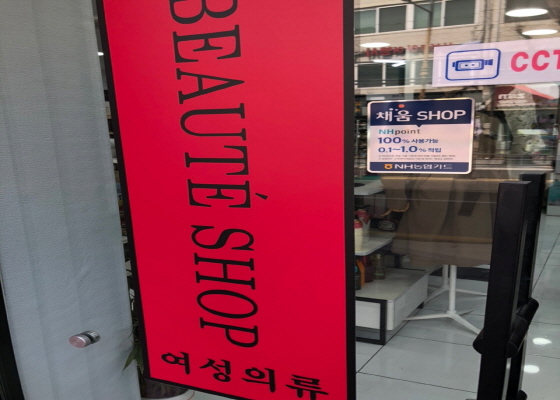 BEAUTÉ SHOP
여성의류
CCT
채움 SHOP
NHpoint
100% 사용가능
0.1~1.0% 적립
NH농협카드